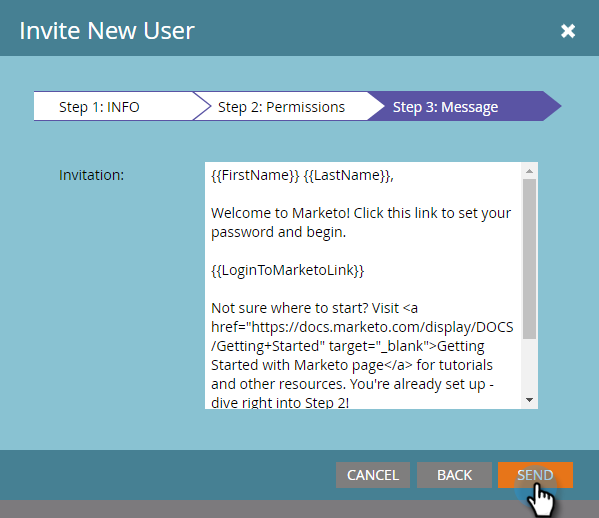 Invite New User
Step 1: INFO
Step 2: Permissions
Step 3: Message
Invitation:
{{FirstName}} {{LastName}},
Welcome to Marketo! Click this link to set your
password and begin.
{{LoginToMarketoLink}}
Not sure where to start? Visit <a
href="https://docs.marketo.com/display/DOCS
/Getting+Started" target="_blank">Getting
Started with Marketo page</a> for tutorials
and other resources. You're already set up -
dive right into Step 2!
CANCEL
BACK
SEND